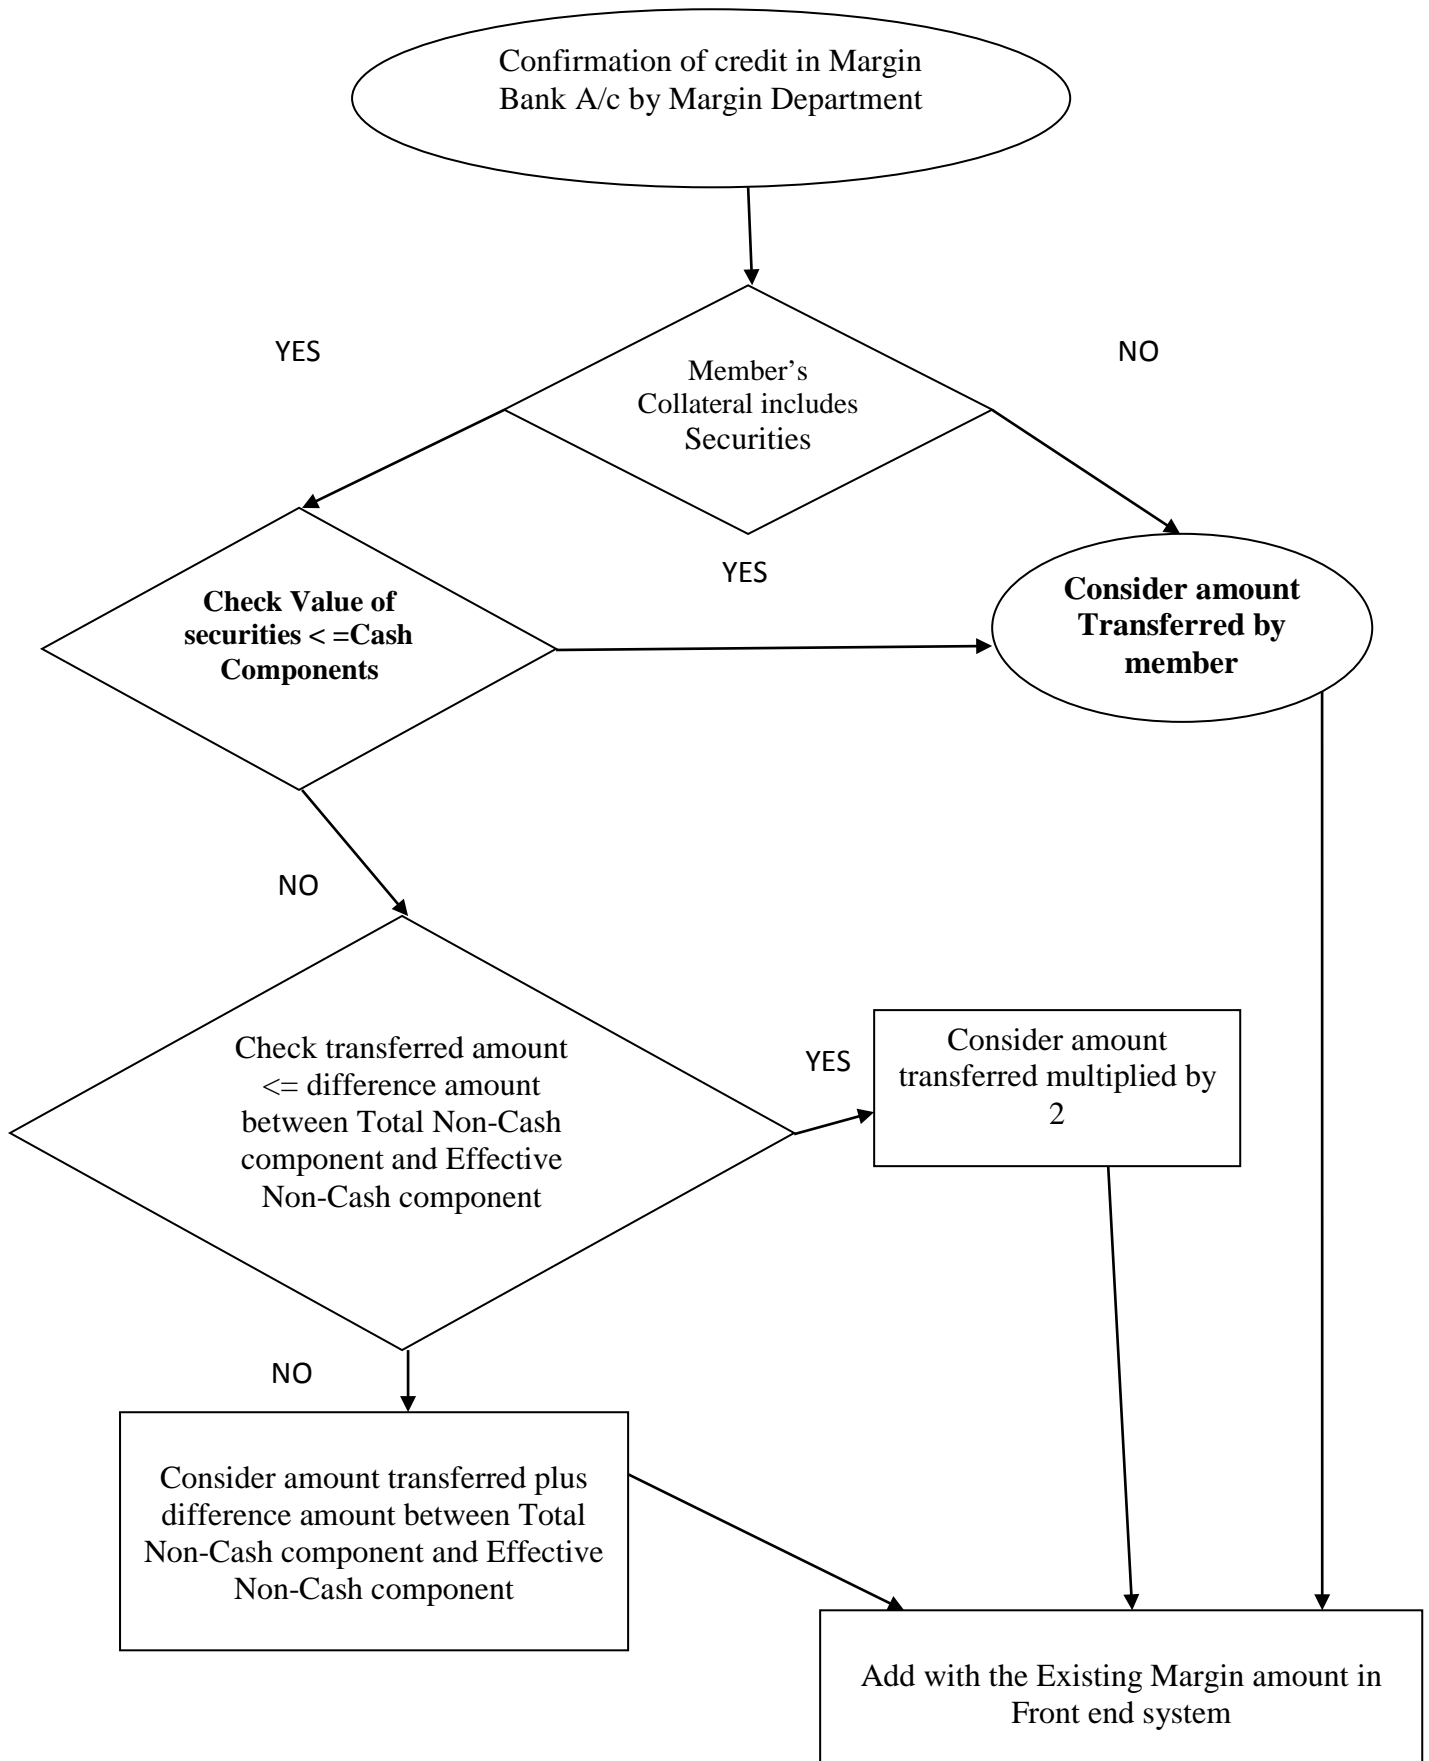 Confirmation of credit in Margin
Bank A/c by Margin Department
YES
NO
Member’s
Collateral includes
Securities
YES
Check Value of
securities < =Cash
Components
Consider amount
Transferred by
member
NO
Check transferred amount
<= difference amount
between Total Non-Cash
component and Effective
Non-Cash component
YES
Consider amount
transferred multiplied by
2
NO
Consider amount transferred plus
difference amount between Total
Non-Cash component and Effective
Non-Cash component
Add with the Existing Margin amount in
Front end system